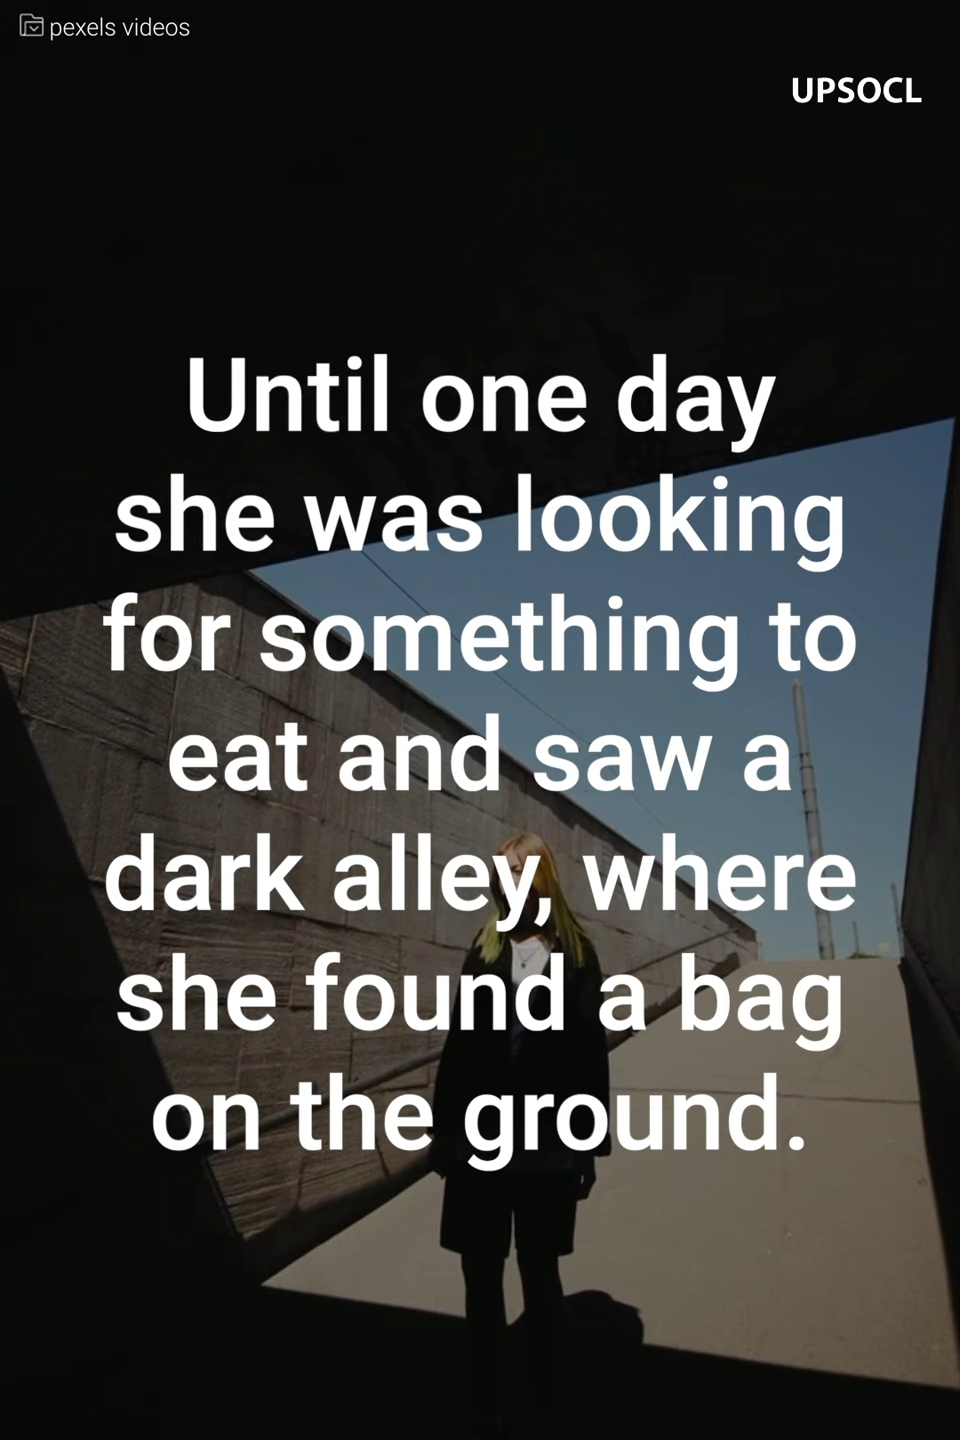 pexels videos
UPSOCL
Until one day
she was looking
for something to
eat and saw a
dark alley, where
she found a bag
on the ground.